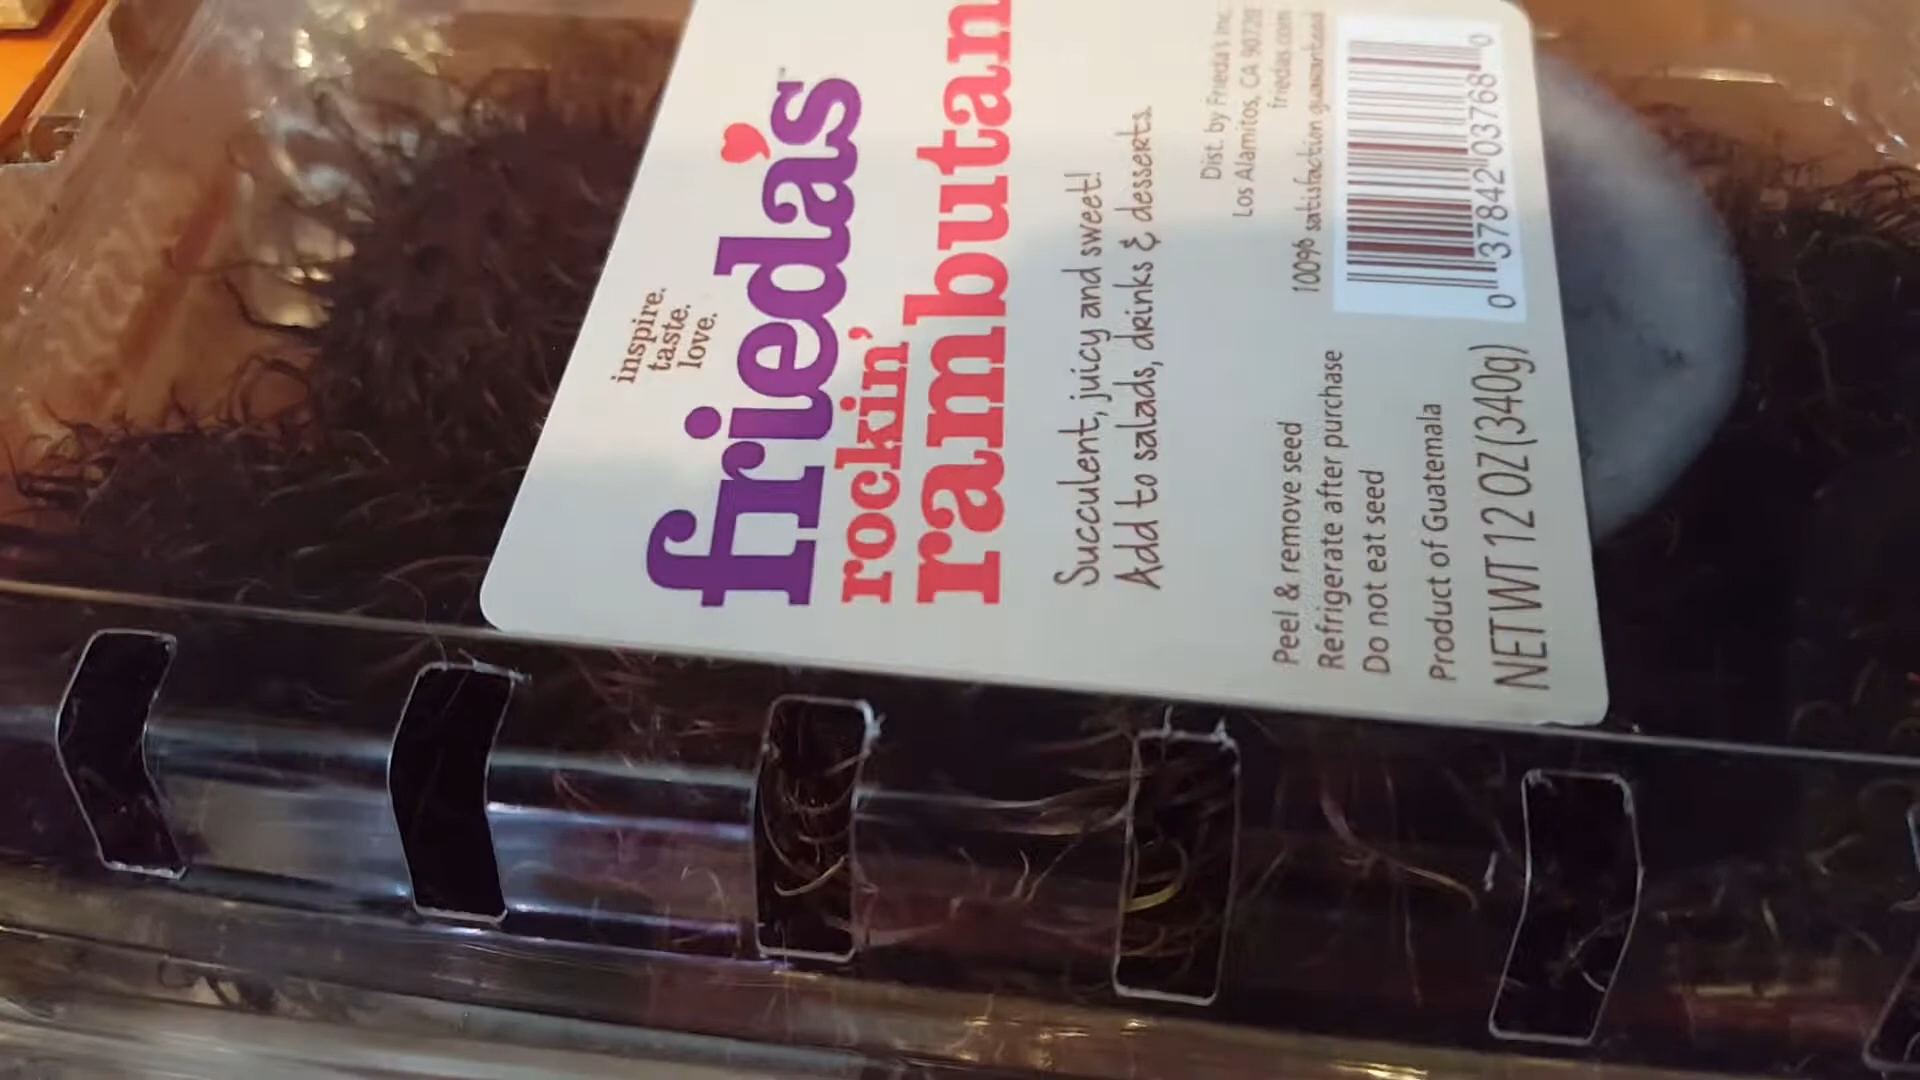 inspire.
taste.
love.
frieda's™
rockin'
rambutan
Succulent, juicy and sweet!
Add to salads, drinks & desserts.
Dist. by Frieda's Inc.
Los Alamitos, CA 90720
friedas.com
100% satisfaction guaranteed
Peel & remove seed
Refrigerate after purchase
Do not eat seed
Product of Guatemala
NET WT 12 OZ (340g)
0 37842 03768 0